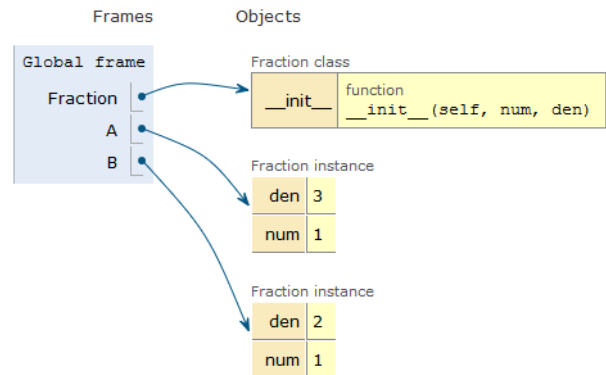 Frames Objects
Global frame
Fraction
A
B
Fraction class
__init__ function
__init__(self, num, den)
Fraction instance
den 3
num 1
Fraction instance
den 2
num 1